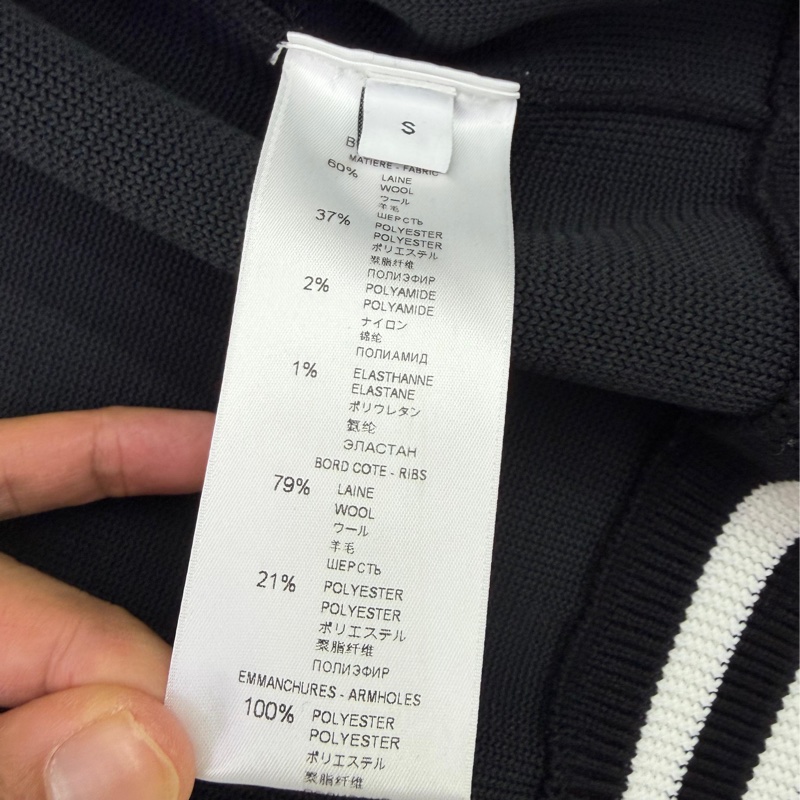 S
MATIERE - FABRIC
60% LAINE
WOOL
ウール
羊毛
ШЕРСТЬ
37% POLYESTER
POLYESTER
ポリエステル
聚脂纤维
ПОЛИЭФИР
2% POLYAMIDE
POLYAMIDE
ナイロン
锦纶
ПОЛИАМИД
1% ELASTHANNE
ELASTANE
ポリウレタン
氨纶
ЭЛАСТАН
BORD COTE - RIBS
79% LAINE
WOOL
ウール
羊毛
ШЕРСТЬ
21% POLYESTER
POLYESTER
ポリエステル
聚脂纤维
ПОЛИЭФИР
EMMANCHURES - ARMHOLES
100% POLYESTER
POLYESTER
ポリエステル
聚脂纤维